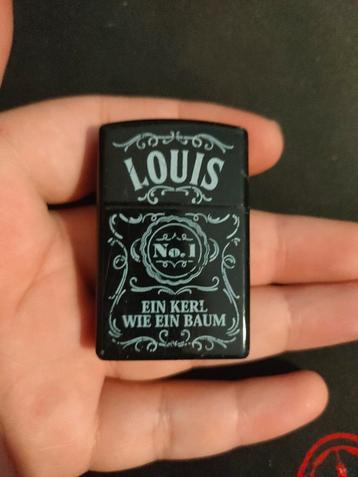 LOUIS
No.1
EIN KERL
WIE EIN BAUM